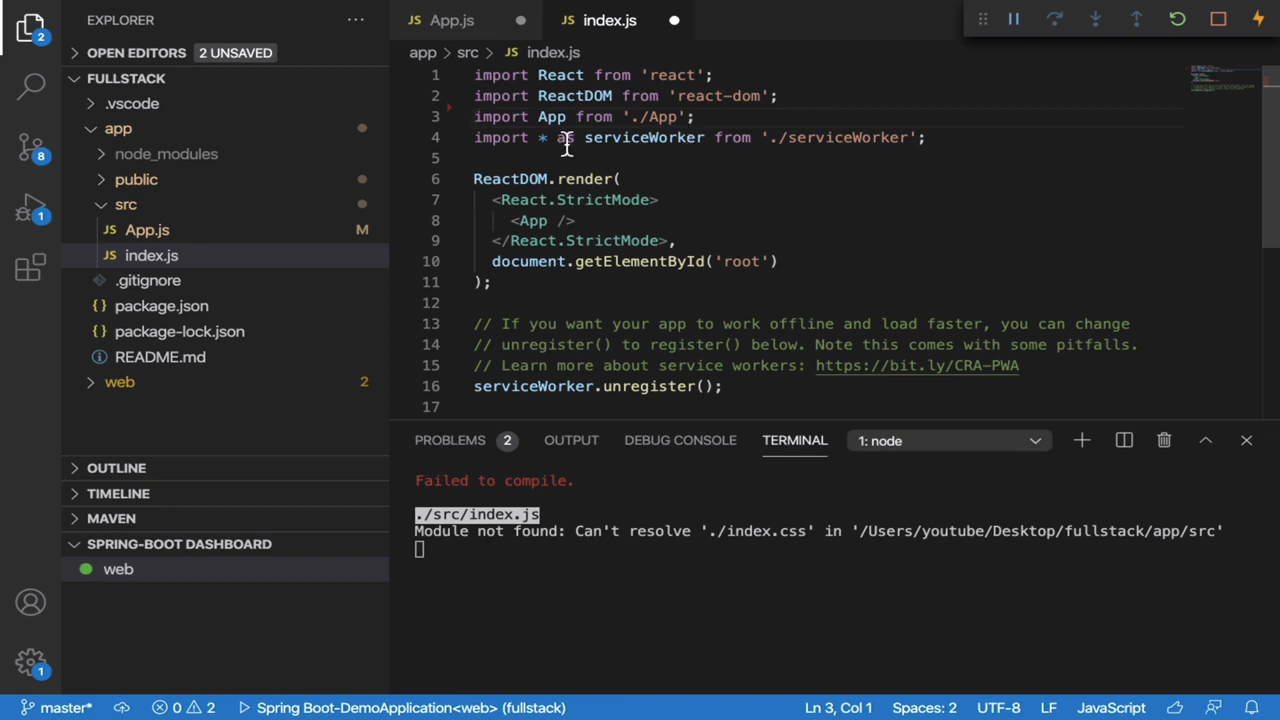 EXPLORER
OPEN EDITORS 2 UNSAVED
FULLSTACK
.vscode
app
node_modules
public
src
JS App.js M
JS index.js
.gitignore
{} package.json
{} package-lock.json
README.md
web 2
OUTLINE
TIMELINE
MAVEN
SPRING-BOOT DASHBOARD
web
2
8
1
1
JS App.js
JS index.js
app > src > JS index.js
1 import React from 'react';
2 import ReactDOM from 'react-dom';
3 import App from './App';
4 import * as serviceWorker from './serviceWorker';
5
6 ReactDOM.render(
7 <React.StrictMode>
8 <App />
9 </React.StrictMode>,
10 document.getElementById('root')
11 );
12
13 // If you want your app to work offline and load faster, you can change
14 // unregister() to register() below. Note this comes with some pitfalls.
15 // Learn more about service workers: https://bit.ly/CRA-PWA
16 serviceWorker.unregister();
17
PROBLEMS 2 OUTPUT DEBUG CONSOLE TERMINAL 1: node
Failed to compile.
./src/index.js
Module not found: Can't resolve './index.css' in '/Users/youtube/Desktop/fullstack/app/src'
master* 0 2 Spring Boot-DemoApplication<web> (fullstack) Ln 3, Col 1 Spaces: 2 UTF-8 LF JavaScript